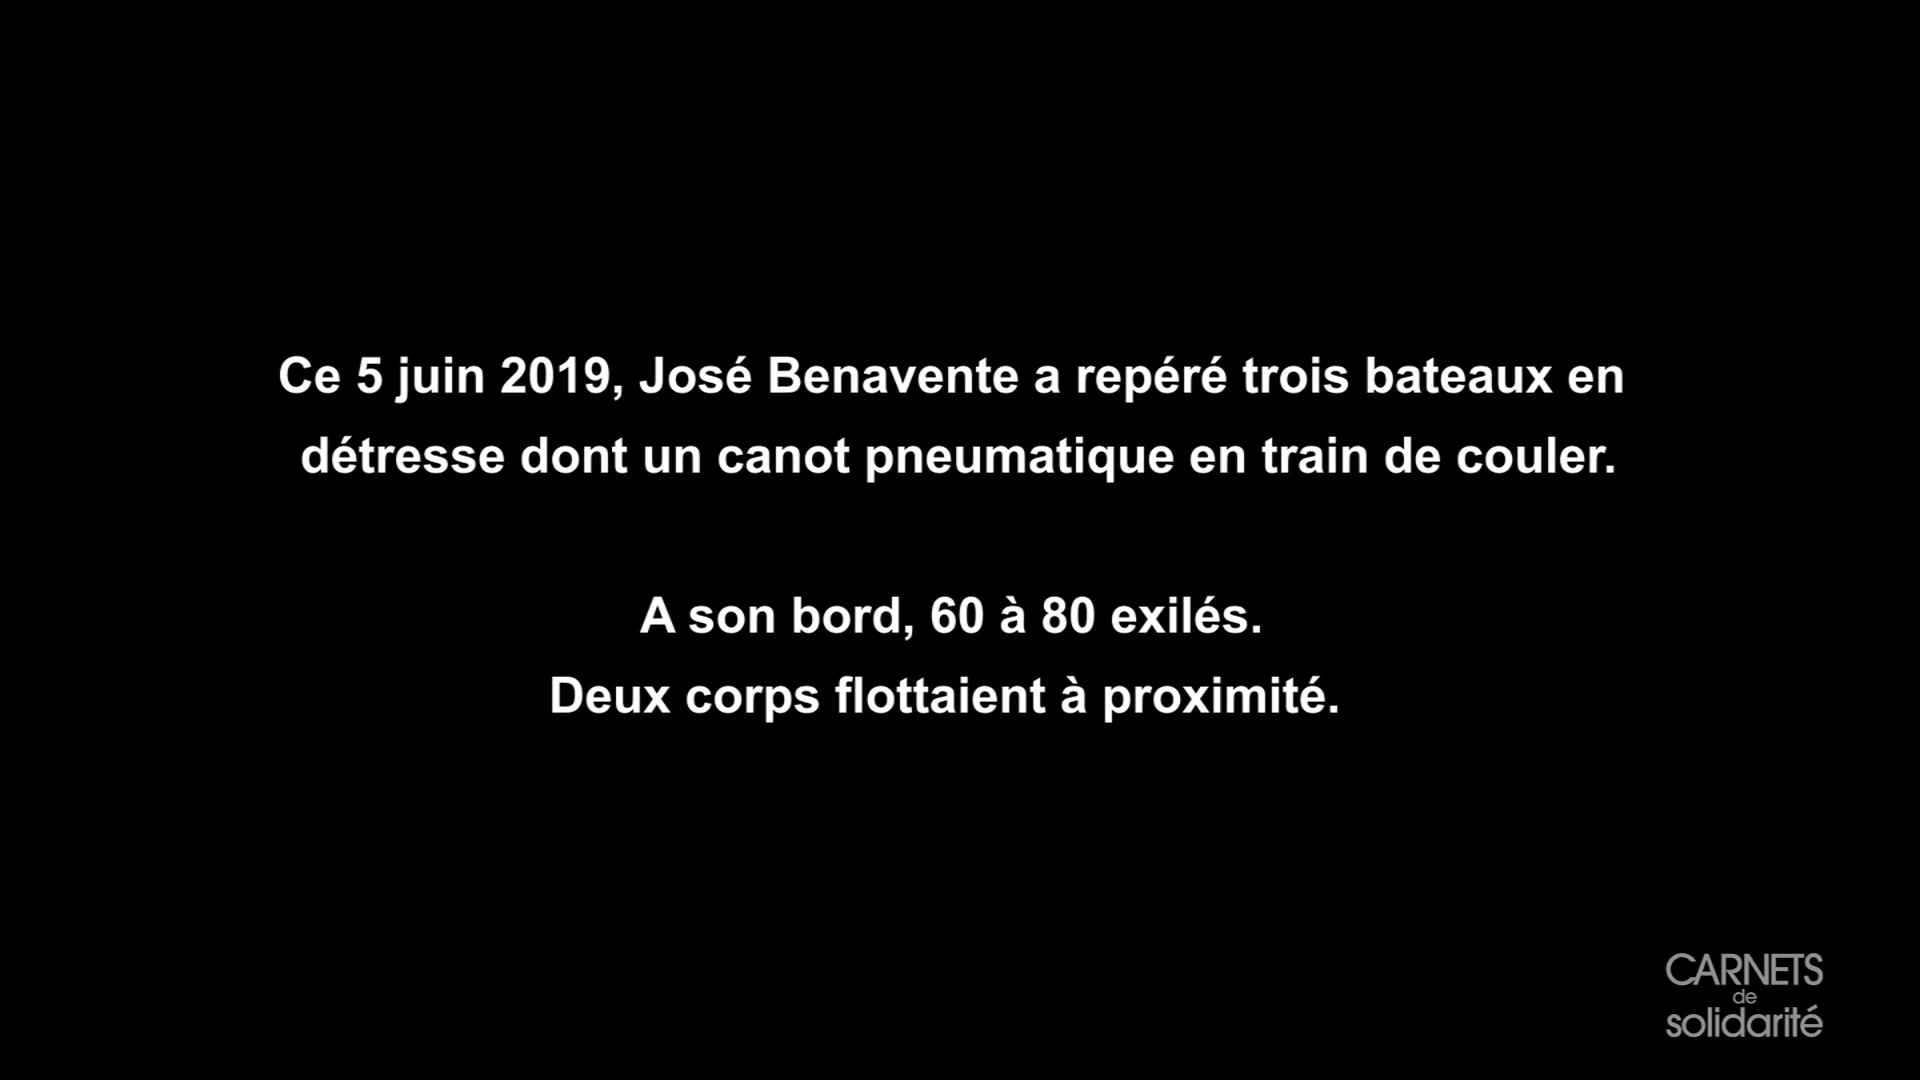 Ce 5 juin 2019, José Benavente a repéré trois bateaux en
détresse dont un canot pneumatique en train de couler.
A son bord, 60 à 80 exilés.
Deux corps flottaient à proximité.
CARNETS
de
solidarité